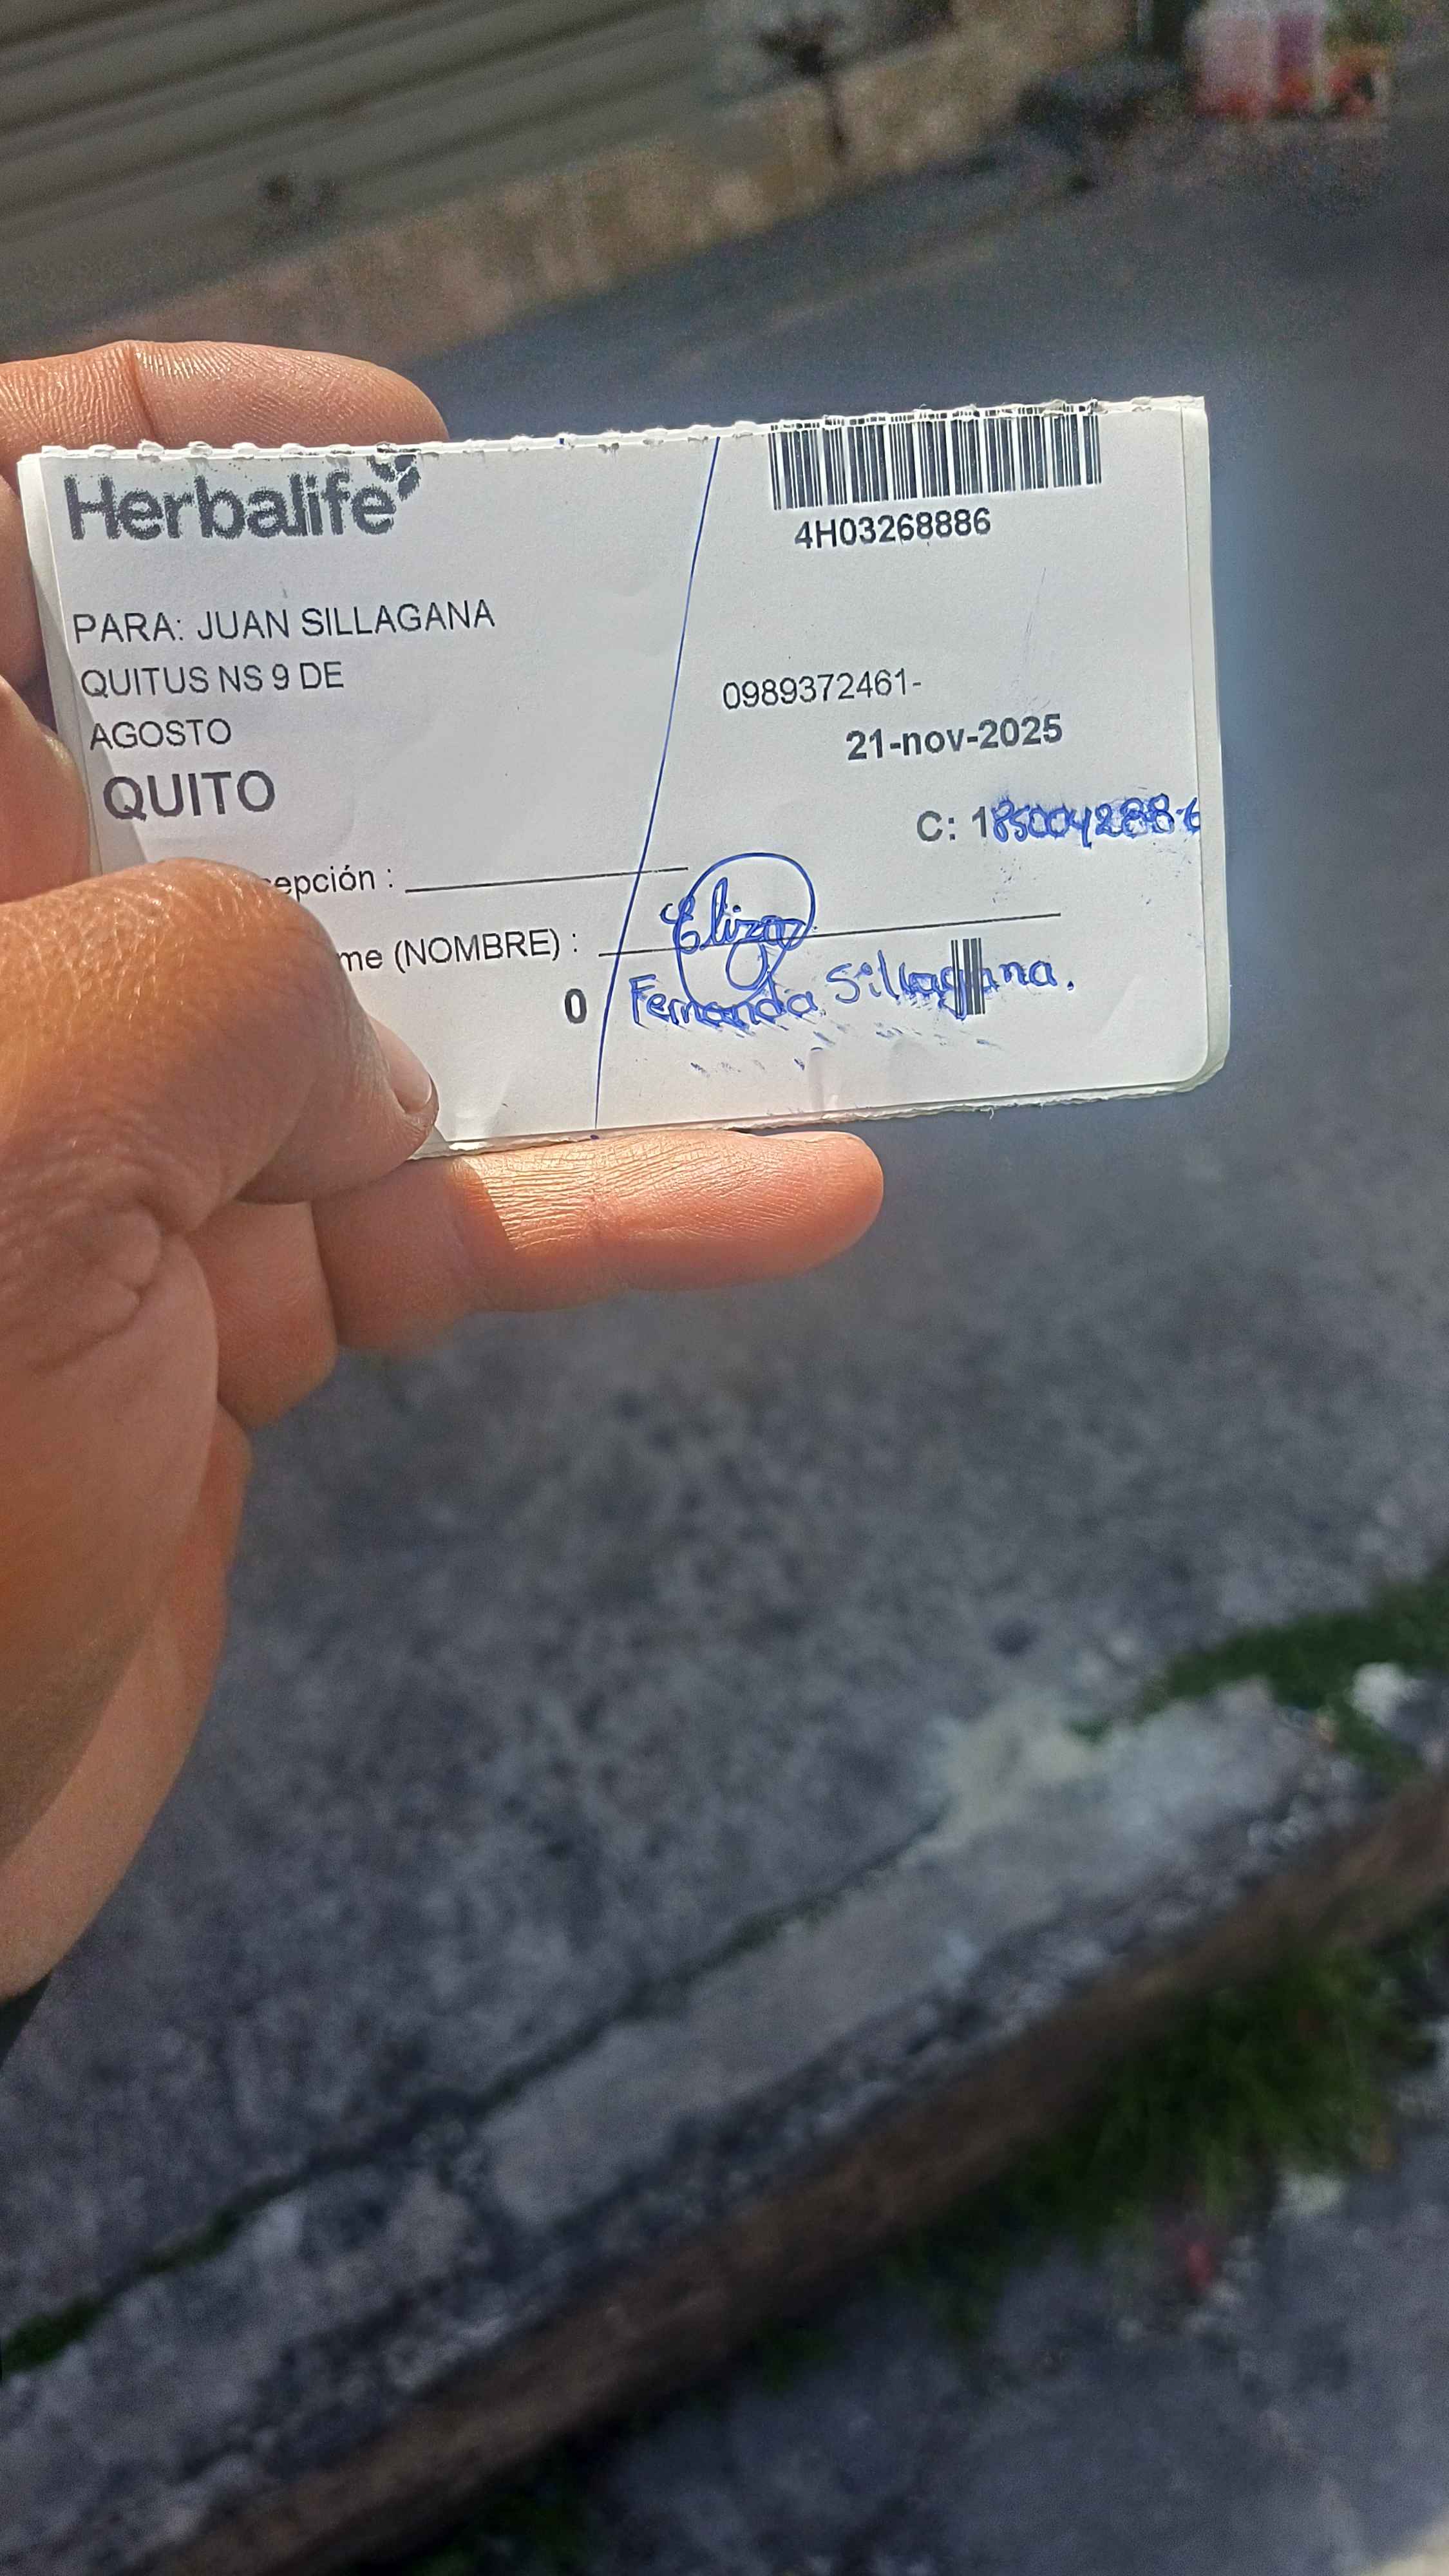 Herbalife
4H03268886
PARA: JUAN SILLAGANA
QUITUS NS 9 DE
AGOSTO
QUITO
0989372461-
21-nov-2025
C: 1850042886
epción :
me (NOMBRE) :
0
Eliza
Fernanda Sillagana.